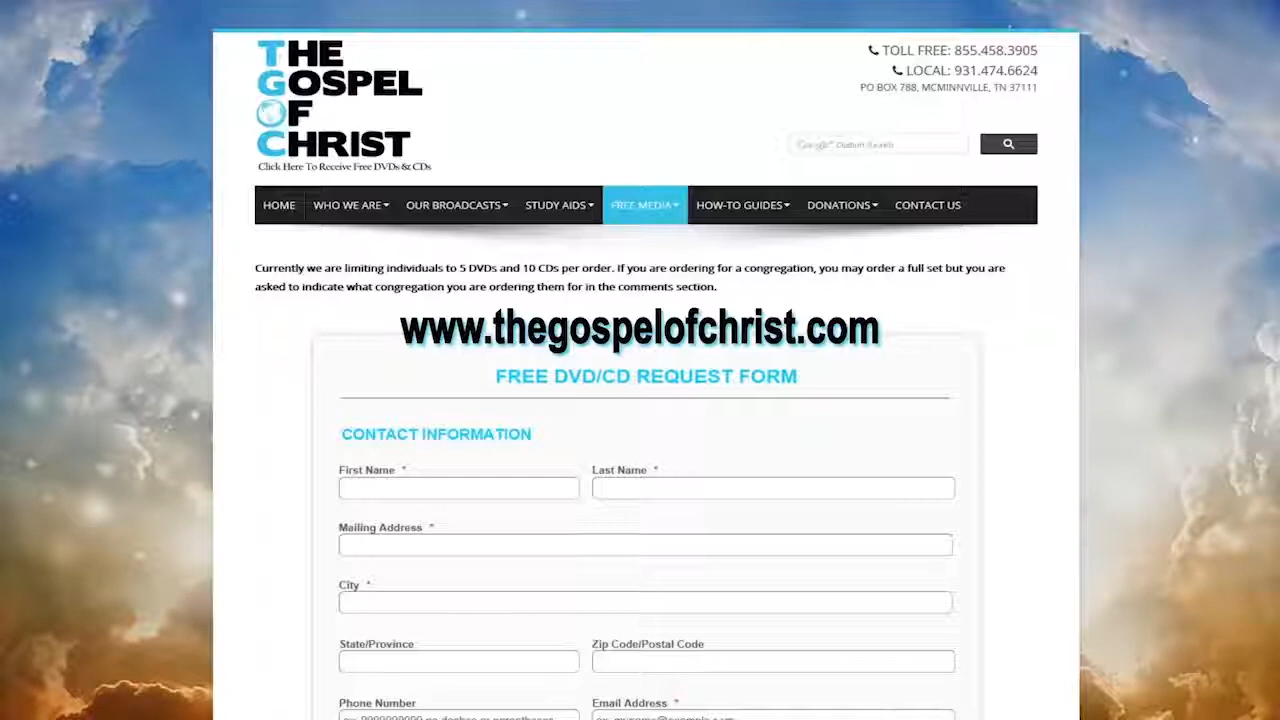 THE
GOSPEL
OF
CHRIST
Click Here To Receive Free DVDs & CDs
TOLL FREE: 855.458.3905
LOCAL: 931.474.6624
PO BOX 788, MCMINNVILLE, TN 37111
Google Custom Search
HOME WHO WE ARE OUR BROADCASTS STUDY AIDS FREE MEDIA HOW-TO GUIDES DONATIONS CONTACT US
Currently we are limiting individuals to 5 DVDs and 10 CDs per order. If you are ordering for a congregation, you may order a full set but you are
asked to indicate what congregation you are ordering them for in the comments section.
www.thegospelofchrist.com
FREE DVD/CD REQUEST FORM
CONTACT INFORMATION
First Name * Last Name *
Mailing Address *
City *
State/Province Zip Code/Postal Code
Phone Number Email Address *